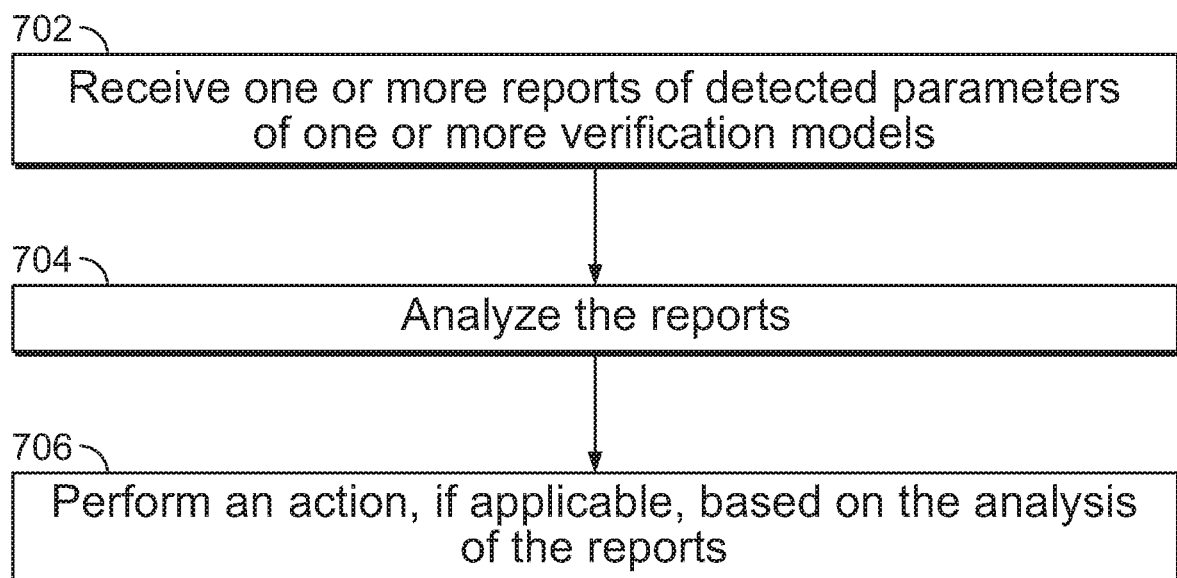 702
Receive one or more reports of detected parameters
of one or more verification models
704
Analyze the reports
706
Perform an action, if applicable, based on the analysis
of the reports